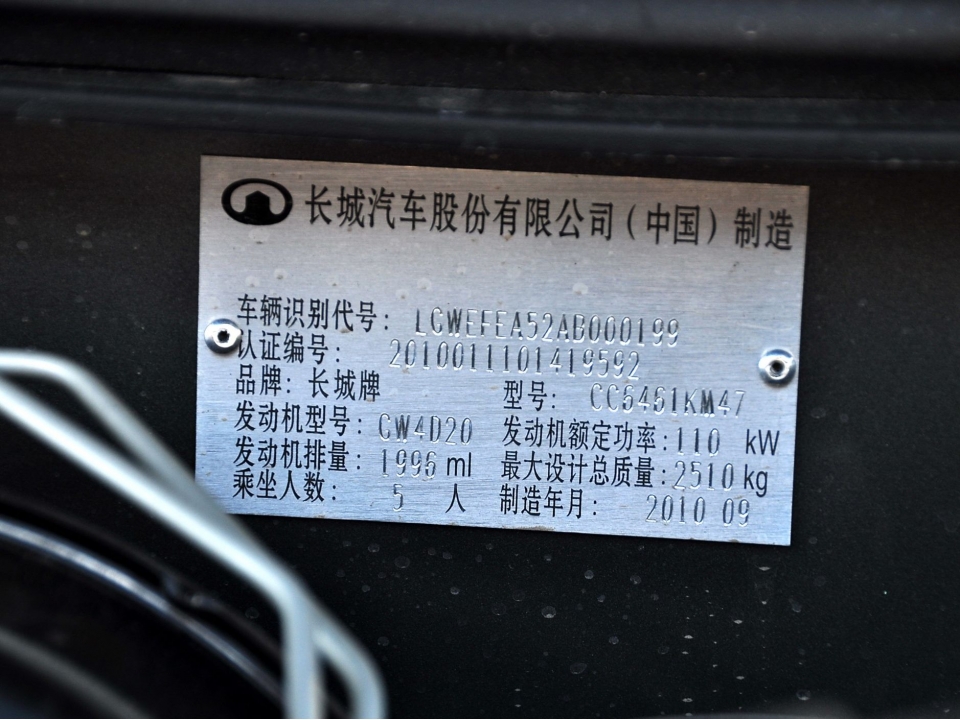 长城汽车股份有限公司（中国）制造
车辆识别代号：LGWEFEA52AB000199
认证编号：2010011101419592
品牌：长城牌 型号：CC6461KM47
发动机型号：GW4D20 发动机额定功率：110 kW
发动机排量：1996 ml 最大设计总质量：2510 kg
乘坐人数：5 人 制造年月：2010 09